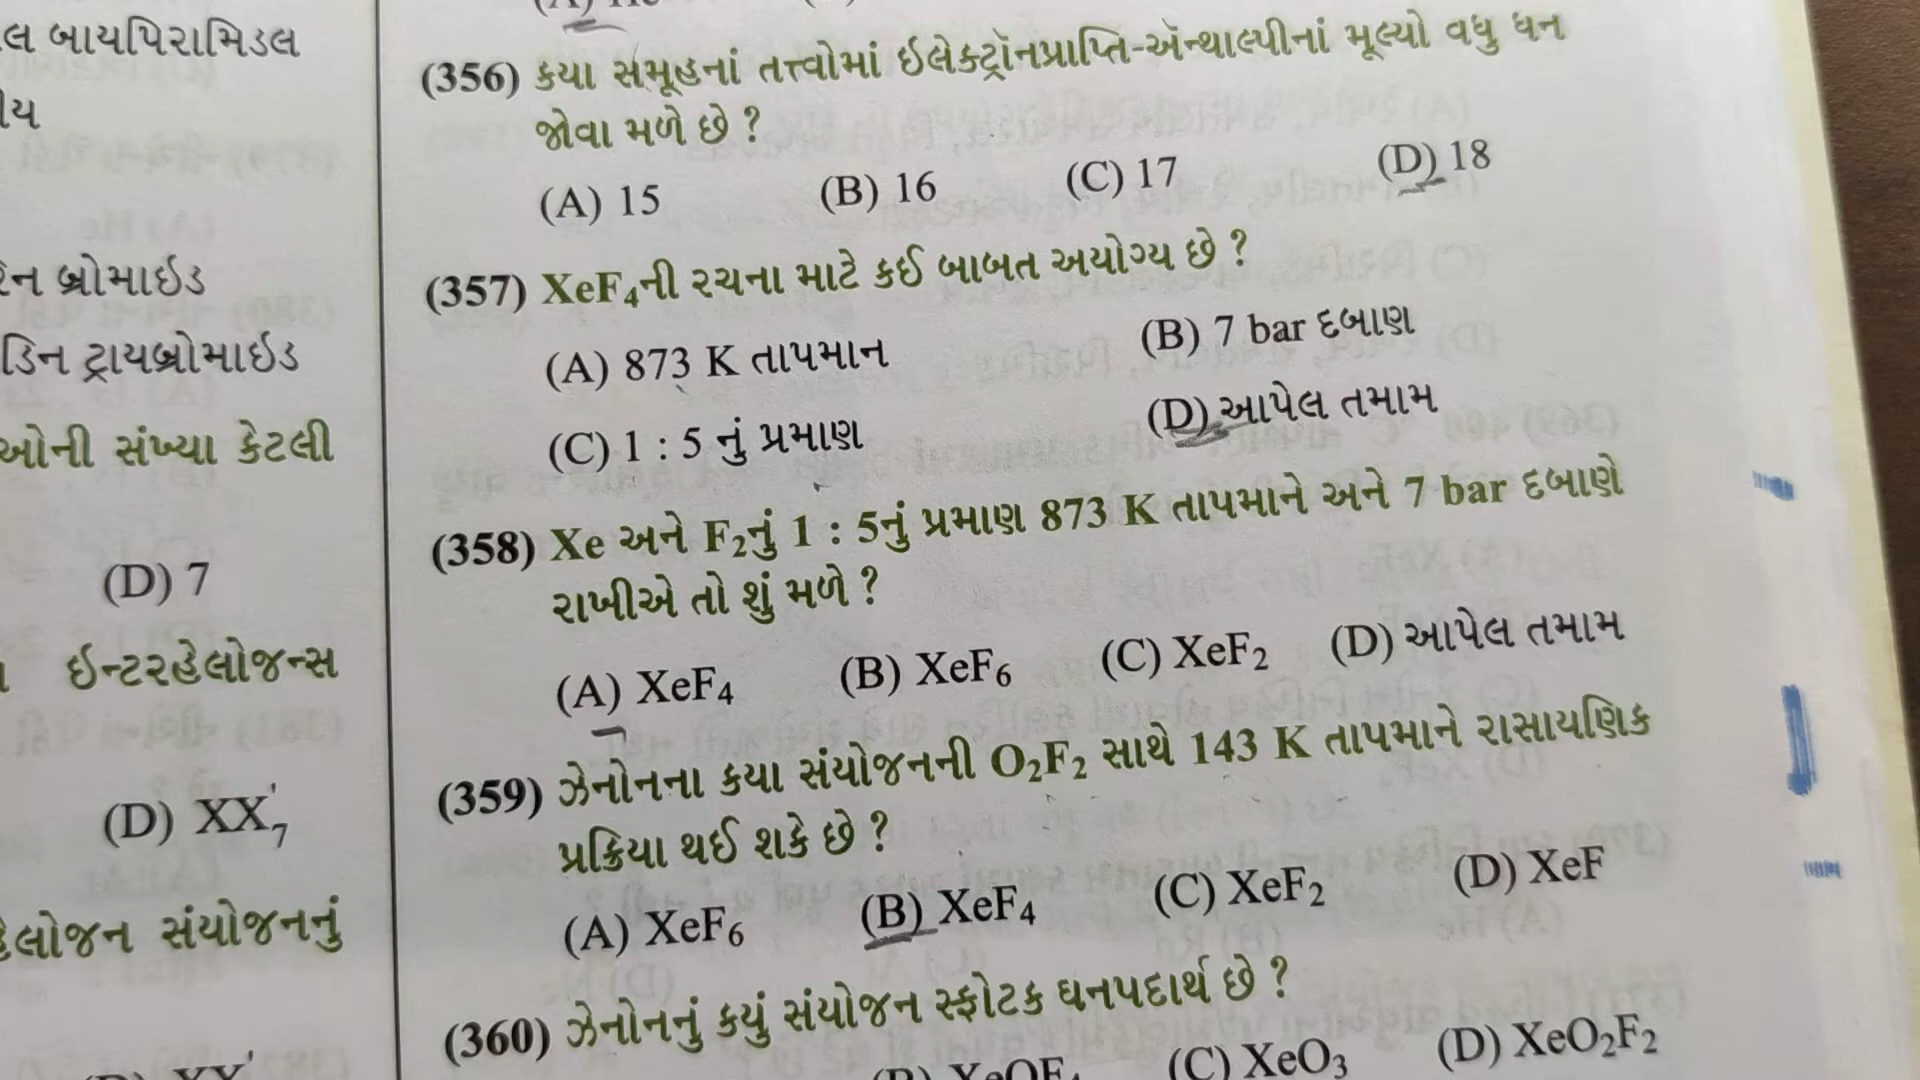 લ બાયપિરામિડલ
ીય
બ્રોમાઇડ
ડિન ટ્રાયબ્રોમાઇડ
ઓની સંખ્યા કેટલી
(D) 7
ઇન્ટરહેલોજન્સ
(D) XX'₇
સંયોજનનું
(356) કયા સમૂહનાં તત્ત્વોમાં ઇલેક્ટ્રૉનપ્રાપ્તિ-ઍન્થાલ્પીનાં મૂલ્યો વધુ ધન
જોવા મળે છે ?
(A) 15 (B) 16 (C) 17 (D) 18
(357) XeF₄ની રચના માટે કઈ બાબત અયોગ્ય છે ?
(A) 873 K તાપમાન (B) 7 bar દબાણ
(C) 1 : 5 નું પ્રમાણ (D) આપેલ તમામ
(358) Xe અને F₂નું 1 : 5નું પ્રમાણ 873 K તાપમાને અને 7 bar દબાણે
રાખીએ તો શું મળે ?
(A) XeF₄ (B) XeF₆ (C) XeF₂ (D) આપેલ તમામ
(359) ઝેનોનના કયા સંયોજનની O₂F₂ સાથે 143 K તાપમાને રાસાયણિક
પ્રક્રિયા થઈ શકે છે ?
(A) XeF₆ (B) XeF₄ (C) XeF₂ (D) XeF
(360) ઝેનોનનું કયું સંયોજન સ્ફોટક ઘનપદાર્થ છે ?
(B) XeOF₄ (C) XeO₃ (D) XeO₂F₂